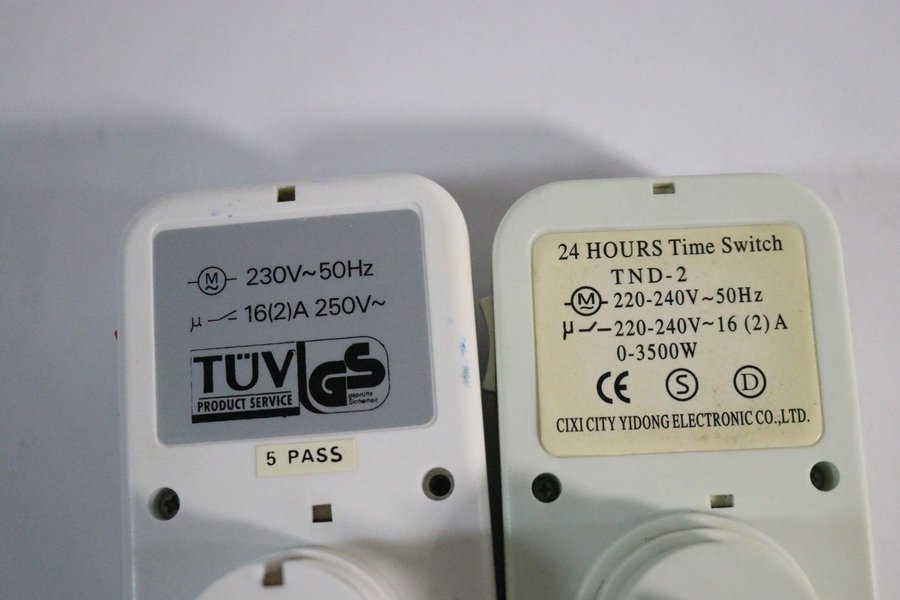 M 230V~50Hz
μ 16(2)A 250V~
TÜV
PRODUCT SERVICE
GS
geprüfte
Sicherheit
5 PASS
24 HOURS Time Switch
TND-2
M 220-240V~50Hz
μ 220-240V~16 (2) A
0-3500W
CE S D
CIXI CITY YIDONG ELECTRONIC CO.,LTD.